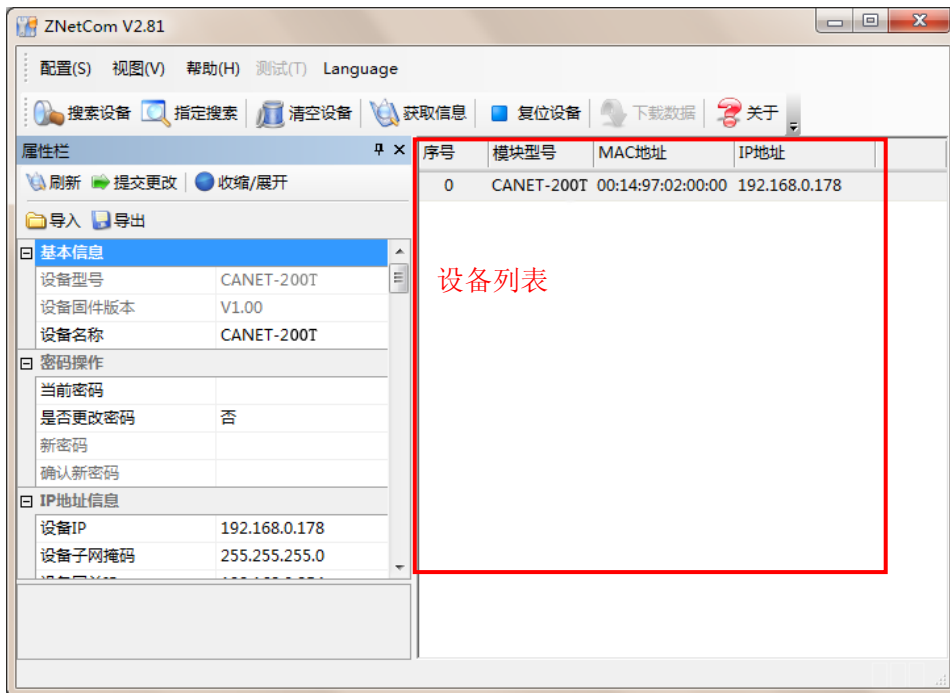 ZNetCom V2.81
配置(S) 视图(V) 帮助(H) 测试(T) Language
搜索设备 指定搜索 清空设备 获取信息 复位设备 下载数据 关于
属性栏
刷新 提交更改 收缩/展开
导入 导出
基本信息
设备型号 CANET-200T
设备固件版本 V1.00
设备名称 CANET-200T
密码操作
当前密码
是否更改密码 否
新密码
确认新密码
IP地址信息
设备IP 192.168.0.178
设备子网掩码 255.255.255.0
序号 模块型号 MAC地址 IP地址
0 CANET-200T 00:14:97:02:00:00 192.168.0.178
设备列表